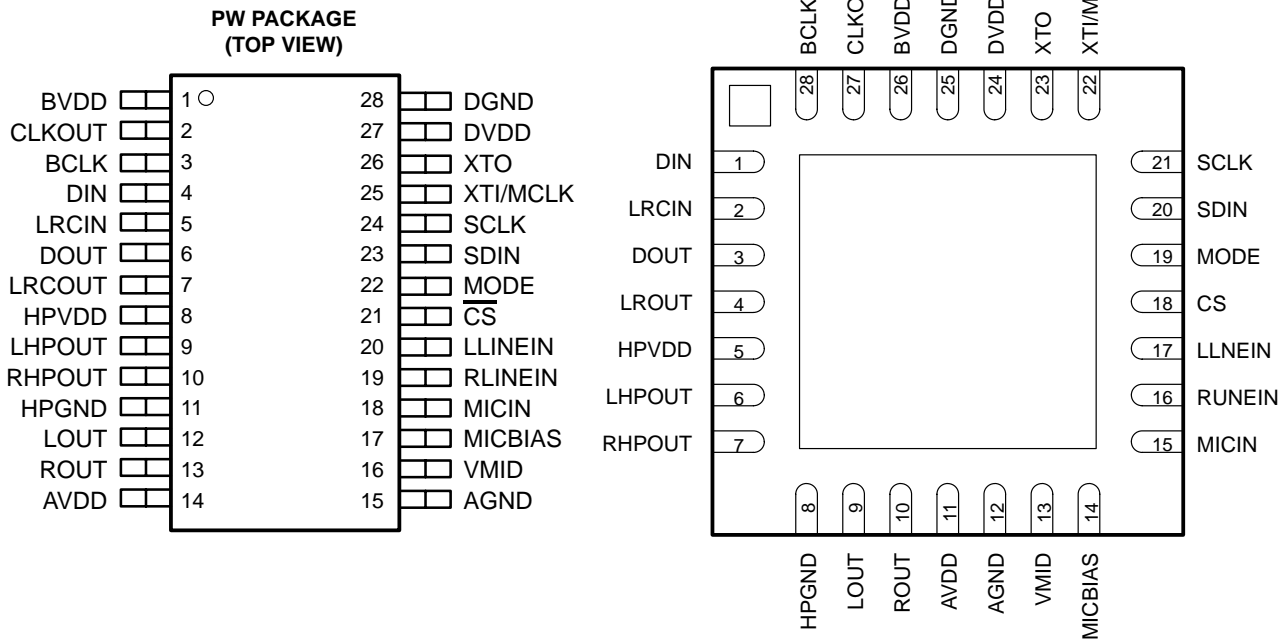 PW PACKAGE
(TOP VIEW)
BVDD 1 28 DGND
CLKOUT 2 27 DVDD
BCLK 3 26 XTO
DIN 4 25 XTI/MCLK
LRCIN 5 24 SCLK
DOUT 6 23 SDIN
LRCOUT 7 22 MODE
HPVDD 8 21 CS
LHPOUT 9 20 LLINEIN
RHPOUT 10 19 RLINEIN
HPGND 11 18 MICIN
LOUT 12 17 MICBIAS
ROUT 13 16 VMID
AVDD 14 15 AGND
BCLK CLKO BVDD DGND DVDD XTO XTI/M
28 27 26 25 24 23 22
DIN 1 21 SCLK
LRCIN 2 20 SDIN
DOUT 3 19 MODE
LROUT 4 18 CS
HPVDD 5 17 LLNEIN
LHPOUT 6 16 RUNEIN
RHPOUT 7 15 MICIN
8 9 10 11 12 13 14
HPGND LOUT ROUT AVDD AGND VMID MICBIAS